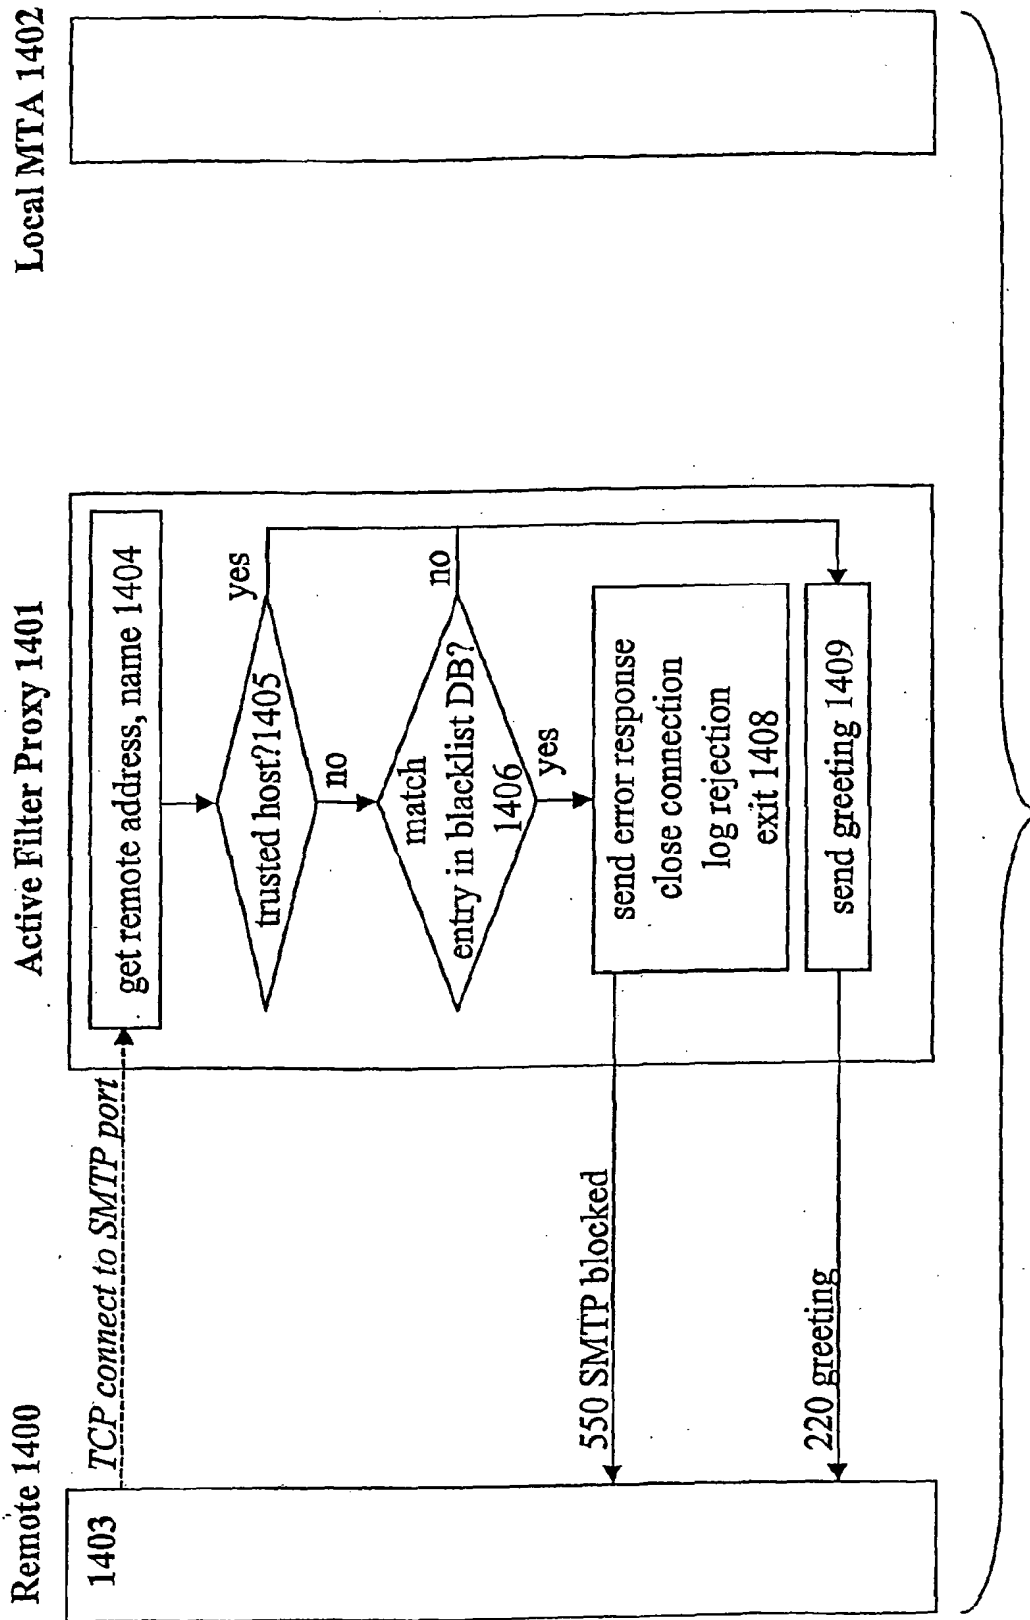 Remote 1400
Active Filter Proxy 1401
Local MTA 1402
1403
TCP connect to SMTP port
get remote address, name 1404
trusted host?1405
yes
no
match
entry in blacklist DB?
1406
no
yes
send error response
close connection
log rejection
exit 1408
550 SMTP blocked
send greeting 1409
220 greeting